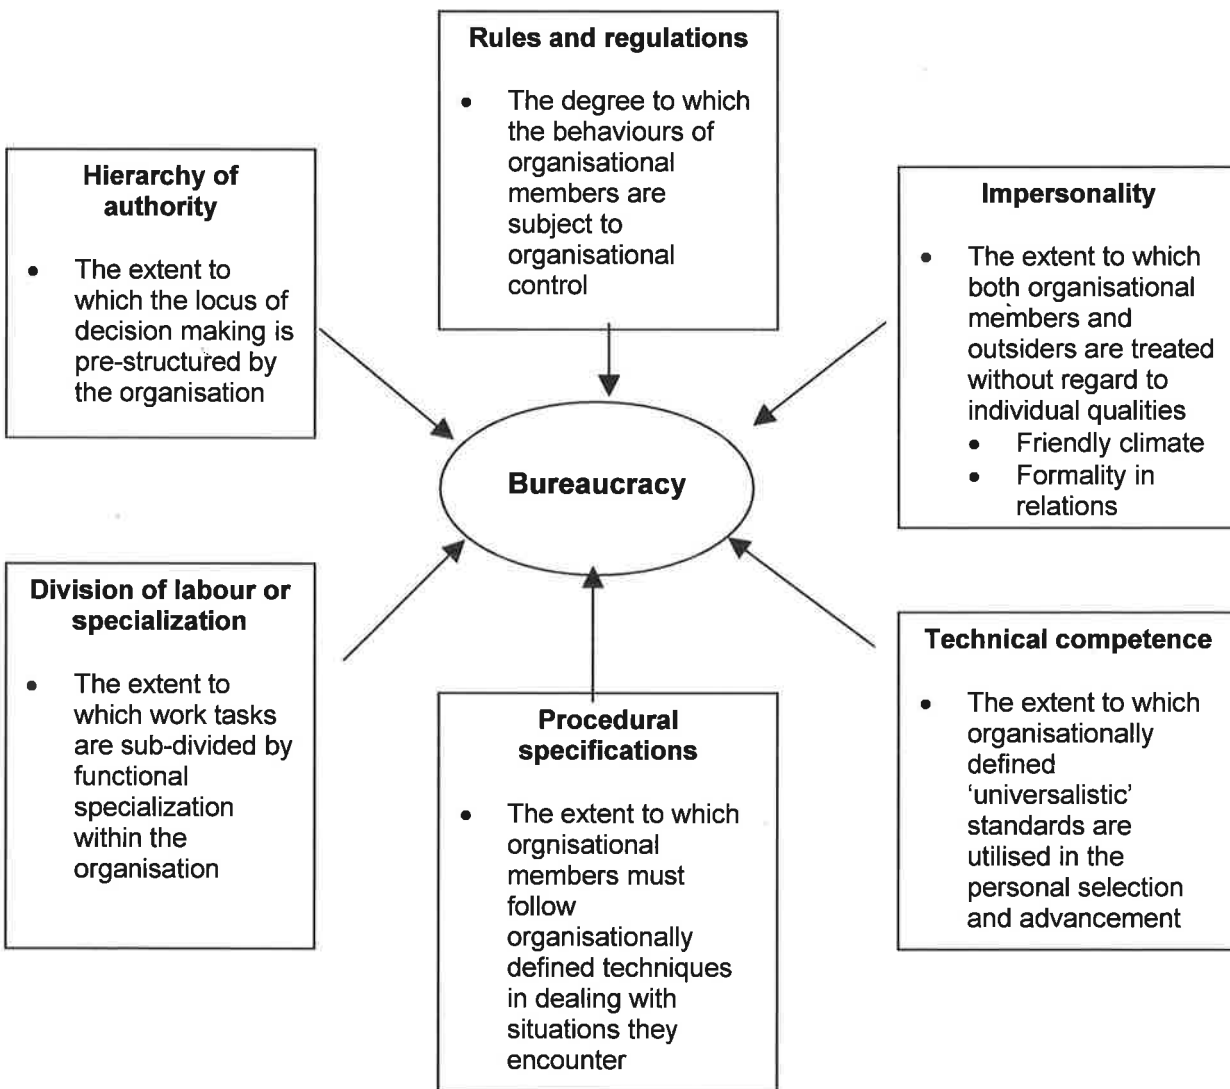 Rules and regulations
• The degree to which
the behaviours of
organisational
members are
subject to
organisational
control
Hierarchy of
authority
• The extent to
which the locus of
decision making is
pre-structured by
the organisation
Impersonality
• The extent to which
both organisational
members and
outsiders are treated
without regard to
individual qualities
• Friendly climate
• Formality in
relations
Bureaucracy
Division of labour or
specialization
• The extent to
which work tasks
are sub-divided by
functional
specialization
within the
organisation
Procedural
specifications
• The extent to which
orgnisational
members must
follow
organisationally
defined techniques
in dealing with
situations they
encounter
Technical competence
• The extent to which
organisationally
defined
‘universalistic’
standards are
utilised in the
personal selection
and advancement